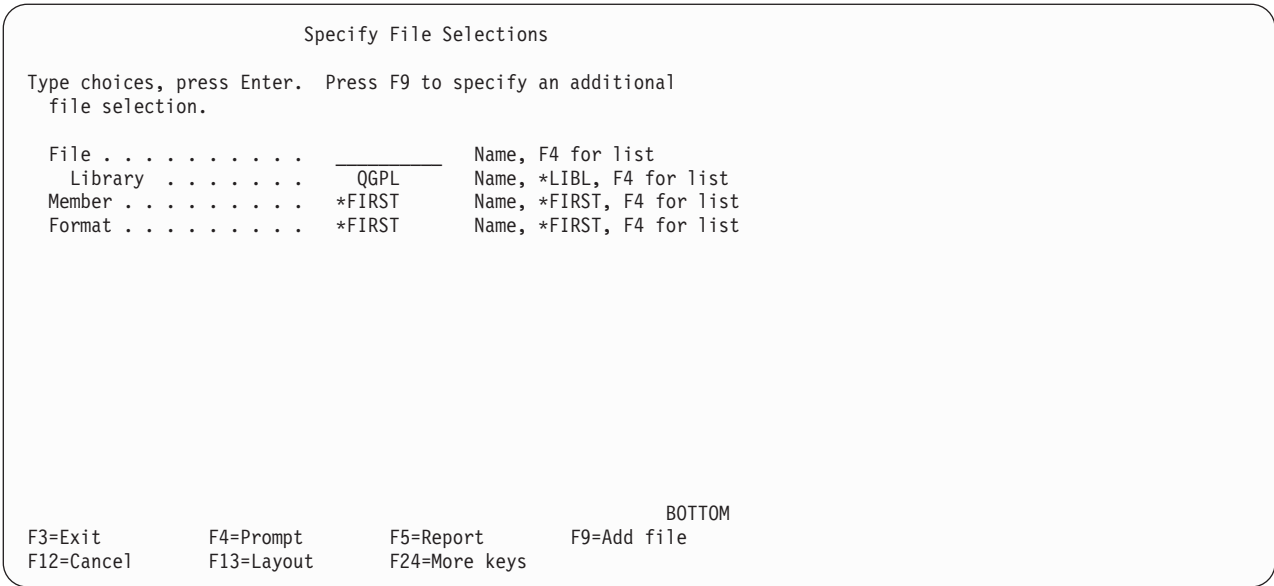 Specify File Selections
Type choices, press Enter.  Press F9 to specify an additional
file selection.
File . . . . . . . . . .   __________   Name, F4 for list
Library  . . . . . . .     QGPL       Name, *LIBL, F4 for list
Member . . . . . . . . .   *FIRST       Name, *FIRST, F4 for list
Format . . . . . . . . .   *FIRST       Name, *FIRST, F4 for list
BOTTOM
F3=Exit          F4=Prompt        F5=Report        F9=Add file
F12=Cancel       F13=Layout       F24=More keys